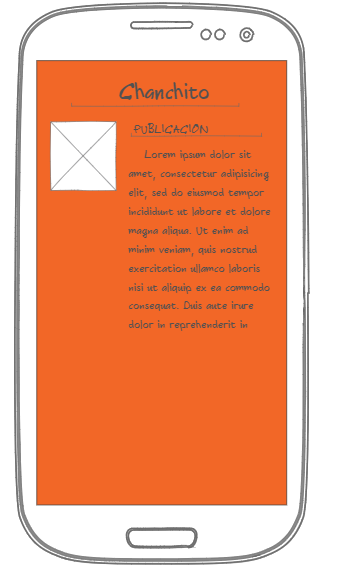 Chanchito
PUBLICACION
Lorem ipsum dolor sit
amet, consectetur adipisicing
elit, sed do eiusmod tempor
incididunt ut labore et dolore
magna aliqua. Ut enim ad
minim veniam, quis nostrud
exercitation ullamco laboris
nisi ut aliquip ex ea commodo
consequat. Duis aute irure
dolor in reprehenderit in